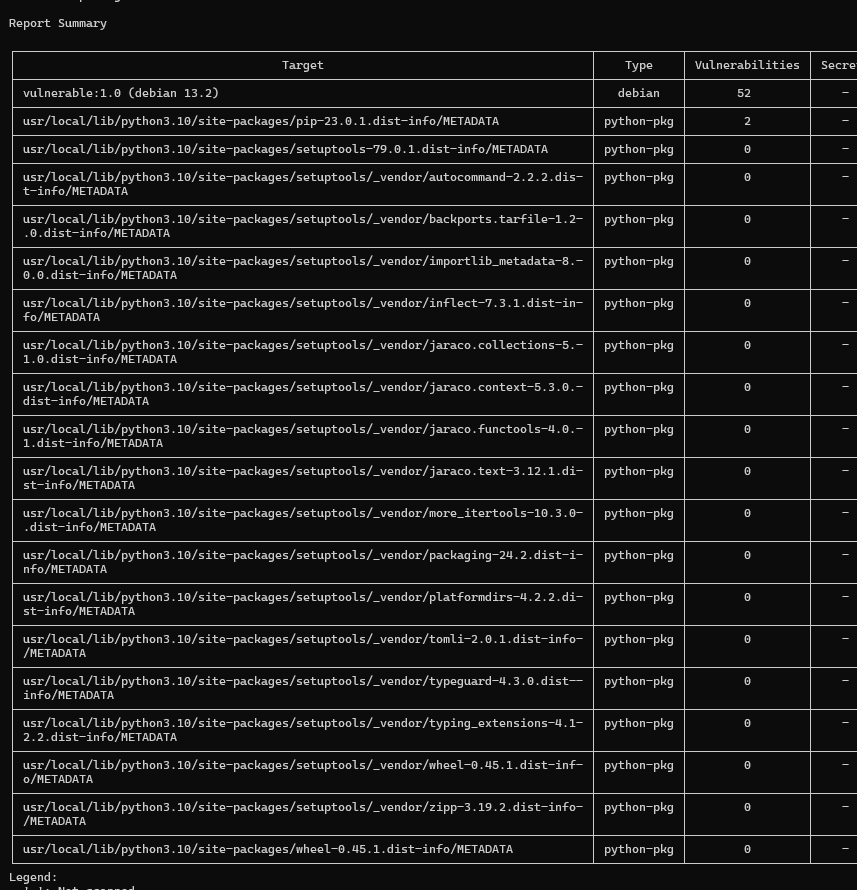 Report Summary
Target Type Vulnerabilities Secre
vulnerable:1.0 (debian 13.2) debian 52 -
usr/local/lib/python3.10/site-packages/pip-23.0.1.dist-info/METADATA python-pkg 2 -
usr/local/lib/python3.10/site-packages/setuptools-79.0.1.dist-info/METADATA python-pkg 0 -
usr/local/lib/python3.10/site-packages/setuptools/_vendor/autocommand-2.2.2.dis- python-pkg 0 -
t-info/METADATA
usr/local/lib/python3.10/site-packages/setuptools/_vendor/backports.tarfile-1.2- python-pkg 0 -
.0.dist-info/METADATA
usr/local/lib/python3.10/site-packages/setuptools/_vendor/importlib_metadata-8.- python-pkg 0 -
0.0.dist-info/METADATA
usr/local/lib/python3.10/site-packages/setuptools/_vendor/inflect-7.3.1.dist-in- python-pkg 0 -
fo/METADATA
usr/local/lib/python3.10/site-packages/setuptools/_vendor/jaraco.collections-5.- python-pkg 0 -
1.0.dist-info/METADATA
usr/local/lib/python3.10/site-packages/setuptools/_vendor/jaraco.context-5.3.0.- python-pkg 0 -
dist-info/METADATA
usr/local/lib/python3.10/site-packages/setuptools/_vendor/jaraco.functools-4.0.- python-pkg 0 -
1.dist-info/METADATA
usr/local/lib/python3.10/site-packages/setuptools/_vendor/jaraco.text-3.12.1.di- python-pkg 0 -
st-info/METADATA
usr/local/lib/python3.10/site-packages/setuptools/_vendor/more_itertools-10.3.0- python-pkg 0 -
.dist-info/METADATA
usr/local/lib/python3.10/site-packages/setuptools/_vendor/packaging-24.2.dist-i- python-pkg 0 -
nfo/METADATA
usr/local/lib/python3.10/site-packages/setuptools/_vendor/platformdirs-4.2.2.di- python-pkg 0 -
st-info/METADATA
usr/local/lib/python3.10/site-packages/setuptools/_vendor/tomli-2.0.1.dist-info- python-pkg 0 -
/METADATA
usr/local/lib/python3.10/site-packages/setuptools/_vendor/typeguard-4.3.0.dist-- python-pkg 0 -
info/METADATA
usr/local/lib/python3.10/site-packages/setuptools/_vendor/typing_extensions-4.1- python-pkg 0 -
2.2.dist-info/METADATA
usr/local/lib/python3.10/site-packages/setuptools/_vendor/wheel-0.45.1.dist-inf- python-pkg 0 -
o/METADATA
usr/local/lib/python3.10/site-packages/setuptools/_vendor/zipp-3.19.2.dist-info- python-pkg 0 -
/METADATA
usr/local/lib/python3.10/site-packages/wheel-0.45.1.dist-info/METADATA python-pkg 0 -
Legend: